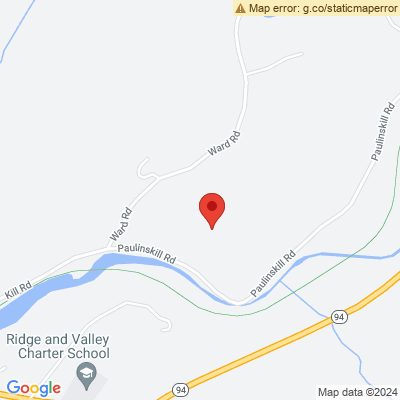 Map error: g.co/staticmaperror
Paulinskill Rd
Ward Rd
Ward Rd
Paulinskill Rd
Paulinskill Rd
Kill Rd
94
Ridge and Valley
Charter School
94
Google
Map data ©2024